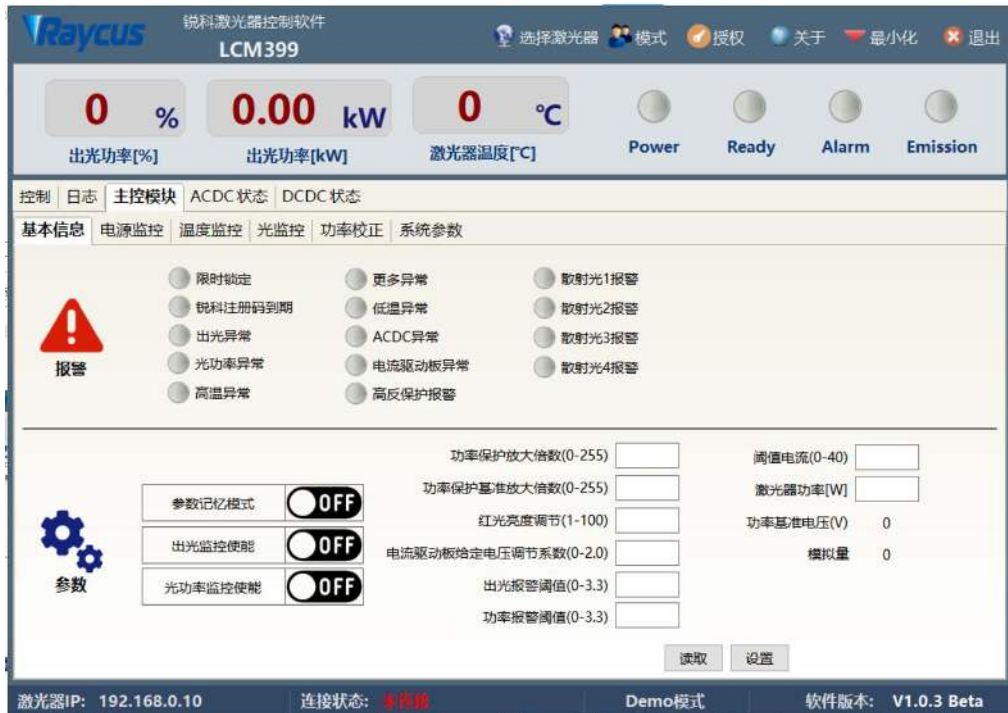 Raycus
锐科激光器控制软件
LCM399
选择激光器 模式 授权 关于 最小化 退出
0 % 0.00 kW 0 ℃
出光功率[%] 出光功率[kW] 激光器温度[℃] Power Ready Alarm Emission
控制 日志 主控模块 ACDC状态 DCDC状态
基本信息 电源监控 温度监控 光监控 功率校正 系统参数
限时锁定 更多异常 散射光1报警
锐科注册码到期 低温异常 散射光2报警
出光异常 ACDC异常 散射光3报警
光功率异常 电流驱动板异常 散射光4报警
高温异常 高反保护报警
报警
功率保护放大倍数(0-255) 阈值电流(0-40)
功率保护基准放大倍数(0-255) 激光器功率[W]
参数记忆模式 OFF 红光亮度调节(1-100) 功率基准电压(V) 0
出光监控使能 OFF 电流驱动板给定电压调节系数(0-2.0) 模拟量 0
光功率监控使能 OFF 出光报警阈值(0-3.3)
功率报警阈值(0-3.3)
参数
读取 设置
激光器IP: 192.168.0.10 连接状态: 未连接 Demo模式 软件版本: V1.0.3 Beta